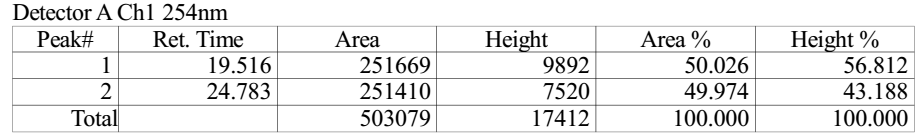 Detector A Ch1 254nm
Peak# Ret. Time Area Height Area % Height %
1 19.516 251669 9892 50.026 56.812
2 24.783 251410 7520 49.974 43.188
Total 503079 17412 100.000 100.000